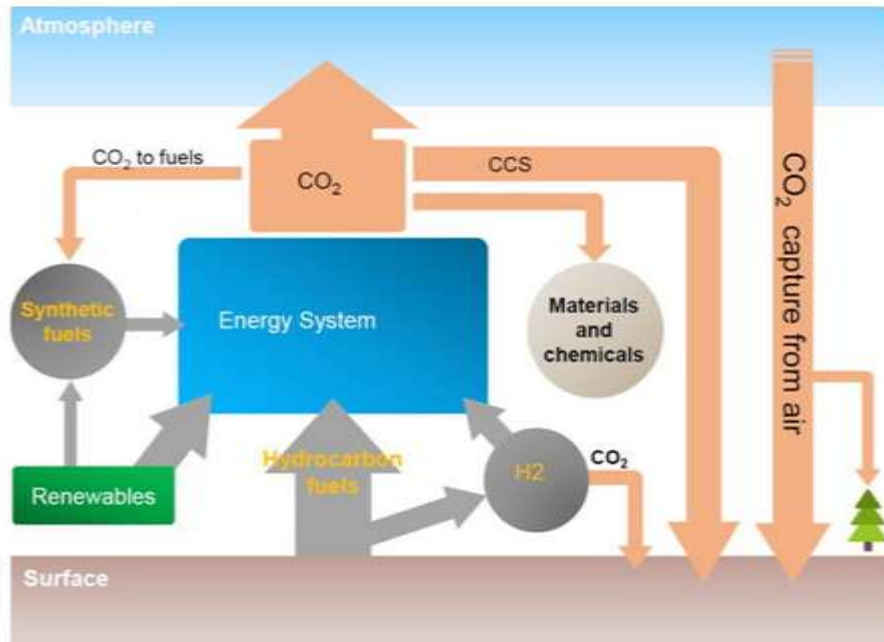 Atmosphere
CO₂ to fuels
CO₂
CCS
CO₂ capture from air
Synthetic
fuels
Energy System
Materials
and
chemicals
Hydrocarbon
fuels
H2
CO₂
Renewables
Surface